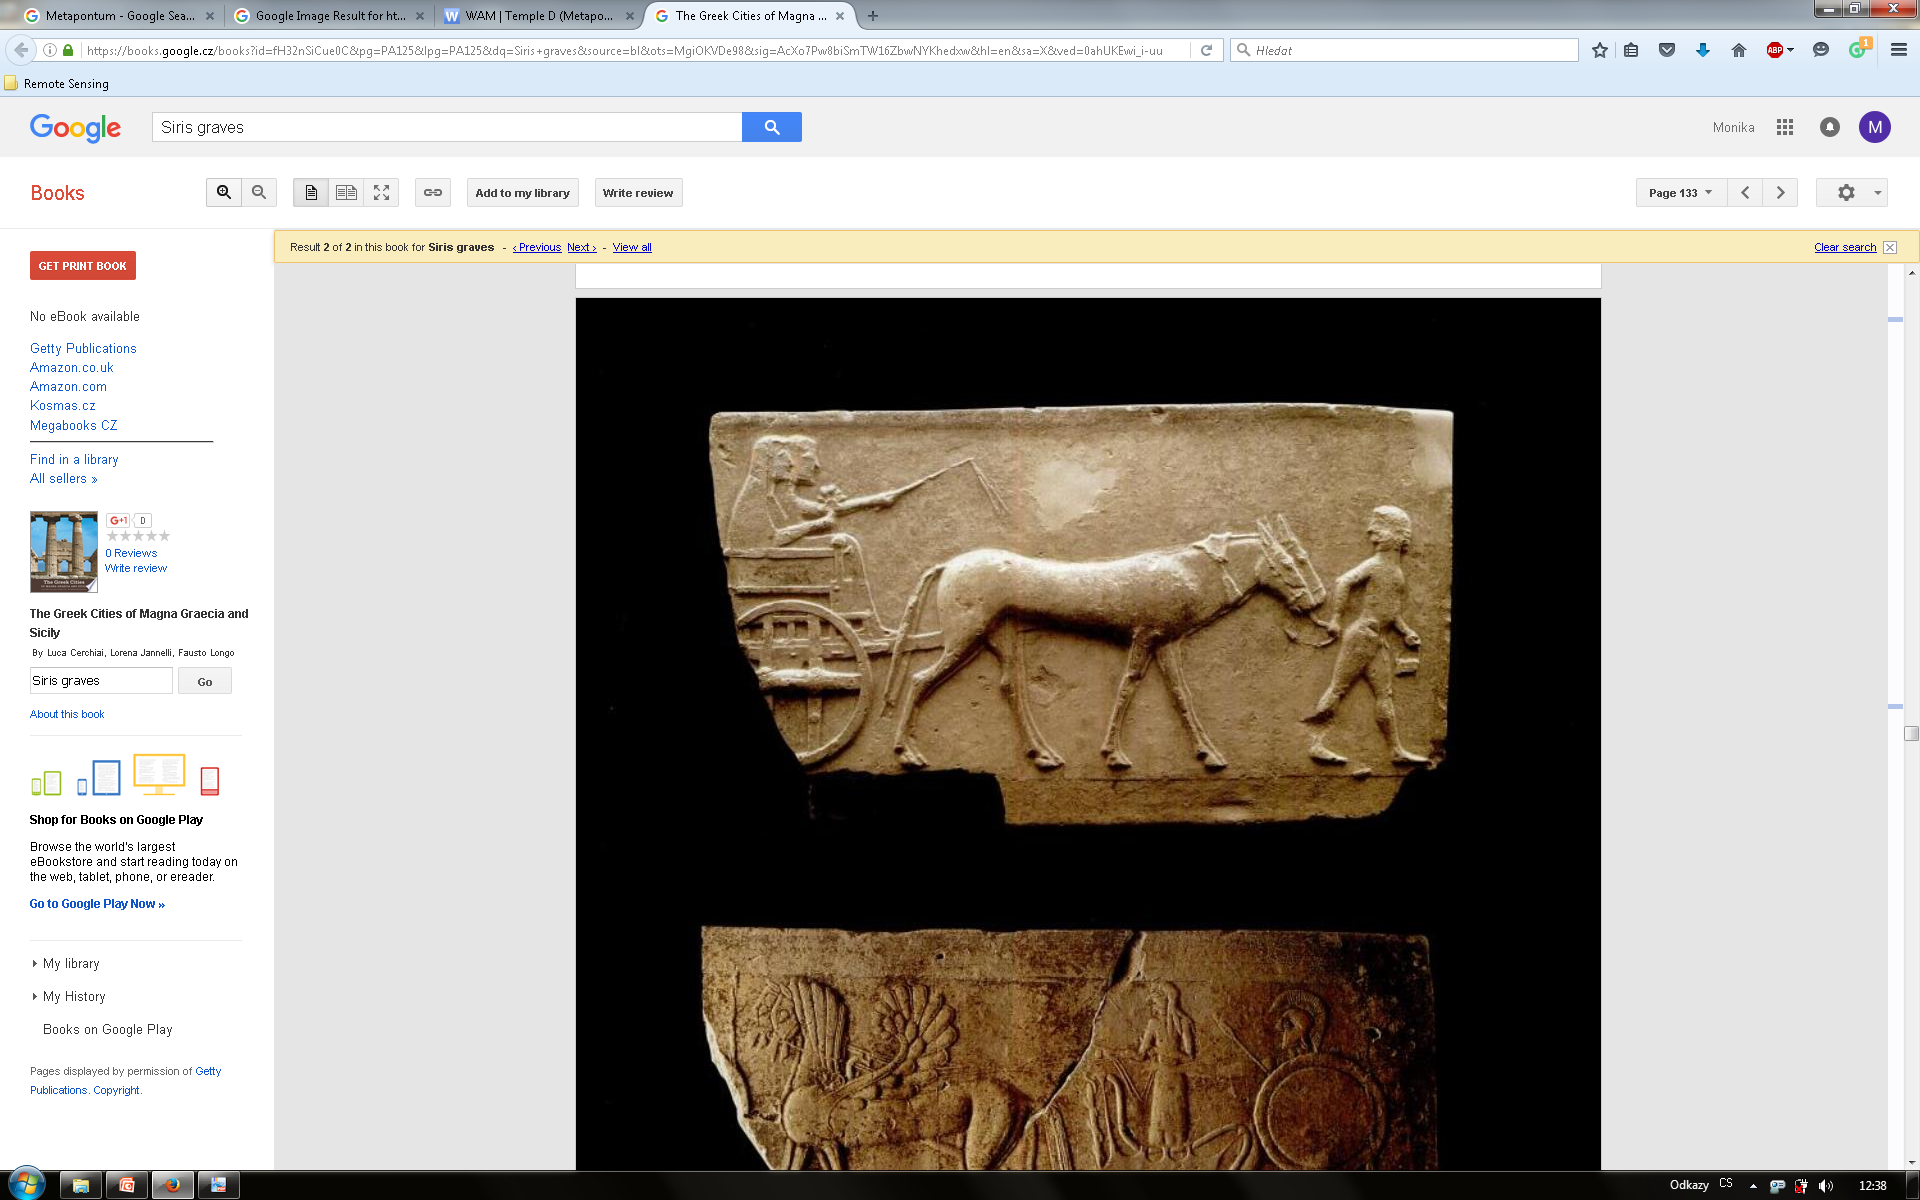 Metapontum - Google Sea...
Google Image Result for ht...
WAM | Temple D (Metapo...
The Greek Cities of Magna ...
https://books.google.cz/books?id=fH32nSiCue0C&pg=PA125&lpg=PA125&dq=Siris+graves&source=bl&ots=MgiOKVDe98&sig=AcXo7Pw8biSmTW16ZbwNYKhedxw&hl=en&sa=X&ved=0ahUKEwi_i-uu
Hledat
ABP
1
Remote Sensing
Google
Siris graves
Monika
M
Books
Add to my library
Write review
Page 133
Result 2 of 2 in this book for Siris graves - ‹ Previous Next › - View all
Clear search
GET PRINT BOOK
No eBook available
Getty Publications
Amazon.co.uk
Amazon.com
Kosmas.cz
Megabooks CZ
Find in a library
All sellers »
G+1 0
0 Reviews
Write review
The Greek Cities
The Greek Cities of Magna Graecia and
Sicily
By Luca Cerchiai, Lorena Jannelli, Fausto Longo
Siris graves
Go
About this book
Shop for Books on Google Play
Browse the world's largest
eBookstore and start reading today on
the web, tablet, phone, or ereader.
Go to Google Play Now »
My library
My History
Books on Google Play
Pages displayed by permission of Getty
Publications. Copyright.
Odkazy
CS
12:38